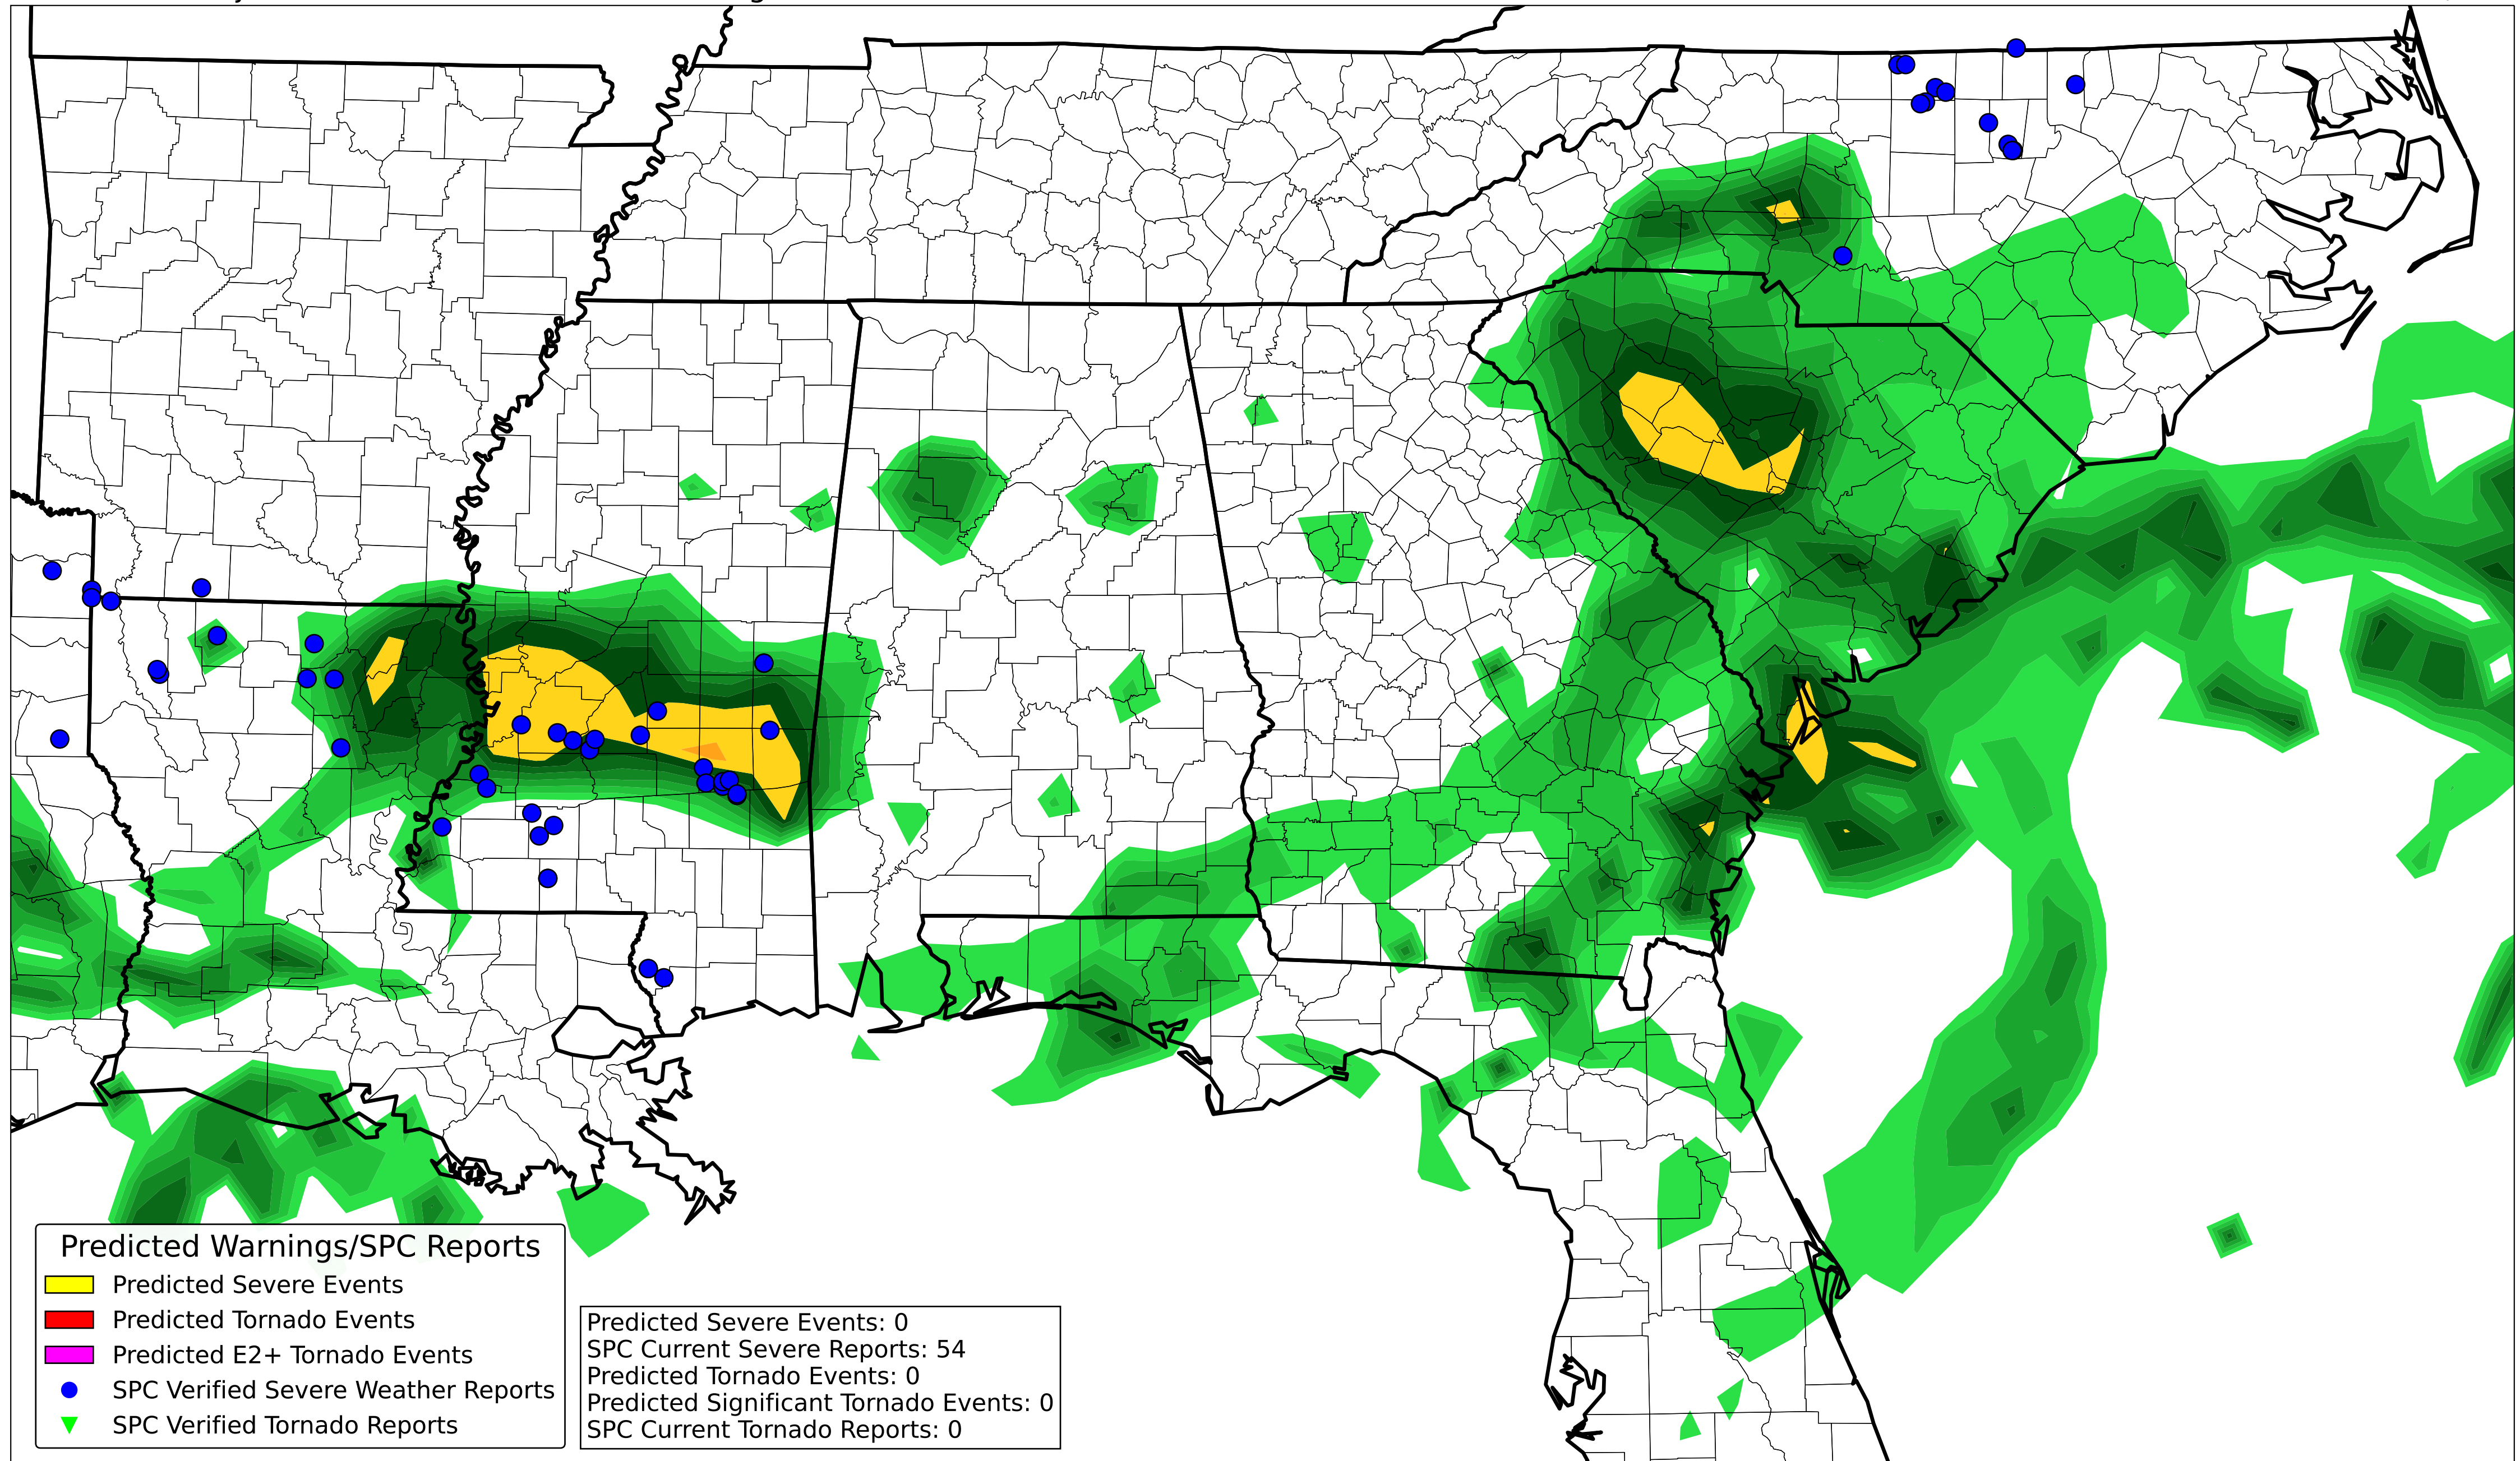 Predicted Warnings/SPC Reports
Predicted Severe Events
Predicted Tornado Events
Predicted E2+ Tornado Events
SPC Verified Severe Weather Reports
SPC Verified Tornado Reports
Predicted Severe Events: 0
SPC Current Severe Reports: 54
Predicted Tornado Events: 0
Predicted Significant Tornado Events: 0
SPC Current Tornado Reports: 0